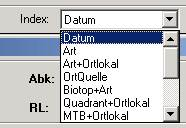 Index: Datum
Datum
Art
Art+Ortlokal
OrtQuelle
Abk: Biotop+Art
Quadrant+Ortlokal
RL: MTB+Ortlokal